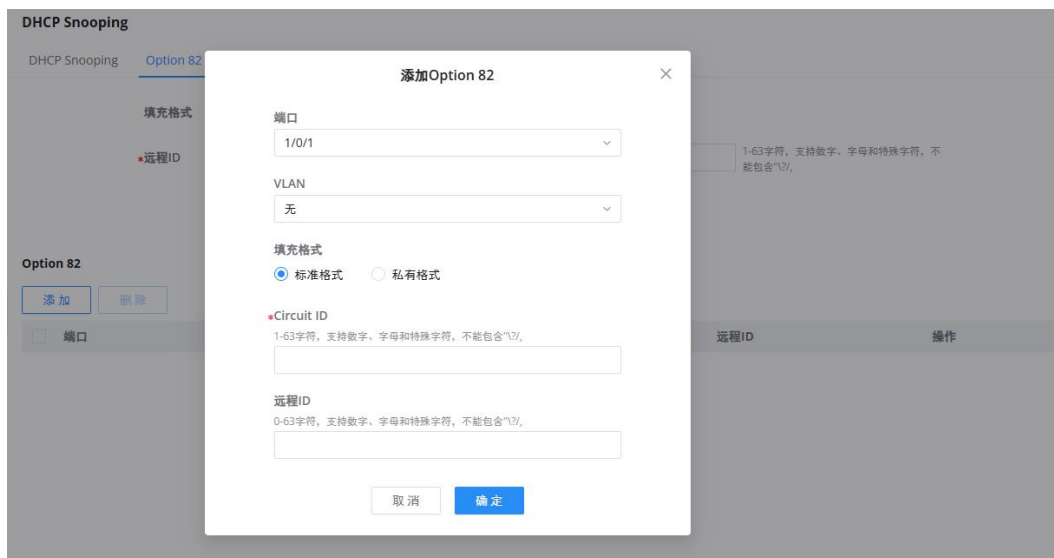 DHCP Snooping
DHCP Snooping
Option 82
填充格式
*远程ID
1-63字符，支持数字、字母和特殊字符，不
能包含"\?/,
Option 82
添加
删除
端口
远程ID
操作
添加Option 82
端口
1/0/1
VLAN
无
填充格式
标准格式
私有格式
*Circuit ID
1-63字符，支持数字、字母和特殊字符，不能包含"\?/,
远程ID
0-63字符，支持数字、字母和特殊字符，不能包含"\?/,
取消
确定